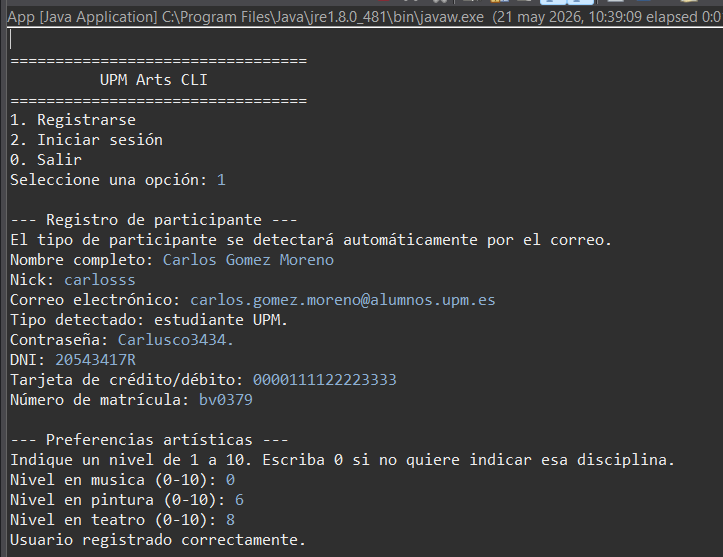 App [Java Application] C:\Program Files\Java\jre1.8.0_481\bin\javaw.exe (21 may 2026, 10:39:09 elapsed 0:0
=================================
UPM Arts CLI
=================================
1. Registrarse
2. Iniciar sesión
0. Salir
Seleccione una opción: 1
--- Registro de participante ---
El tipo de participante se detectará automáticamente por el correo.
Nombre completo: Carlos Gomez Moreno
Nick: carlosss
Correo electrónico: carlos.gomez.moreno@alumnos.upm.es
Tipo detectado: estudiante UPM.
Contraseña: Carlusco3434.
DNI: 20543417R
Tarjeta de crédito/débito: 0000111122223333
Número de matrícula: bv0379
--- Preferencias artísticas ---
Indique un nivel de 1 a 10. Escriba 0 si no quiere indicar esa disciplina.
Nivel en musica (0-10): 0
Nivel en pintura (0-10): 6
Nivel en teatro (0-10): 8
Usuario registrado correctamente.